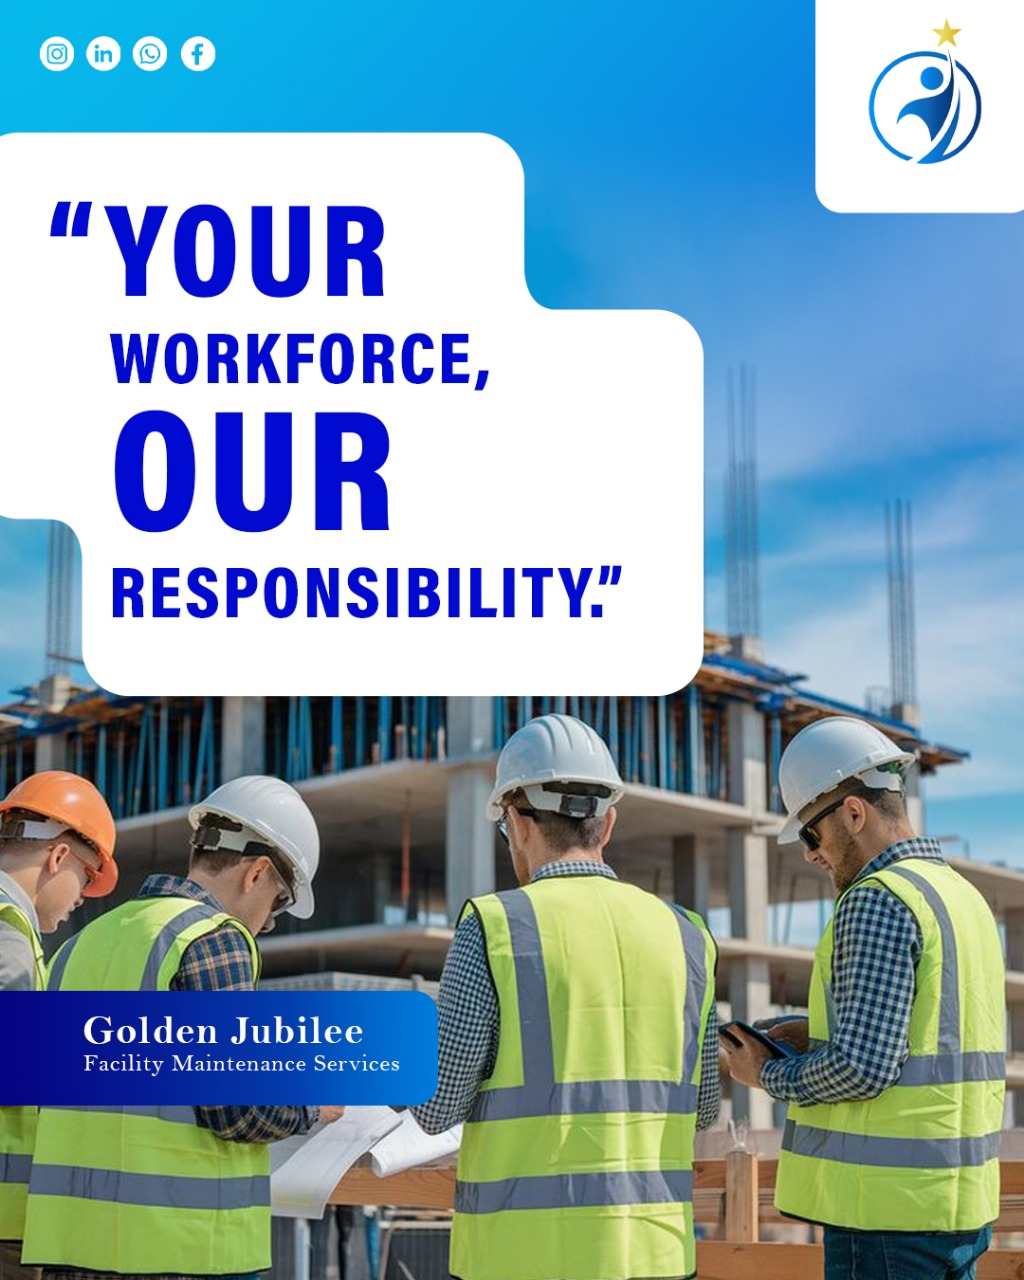 “YOUR
WORKFORCE,
OUR
RESPONSIBILITY.”
Golden Jubilee
Facility Maintenance Services